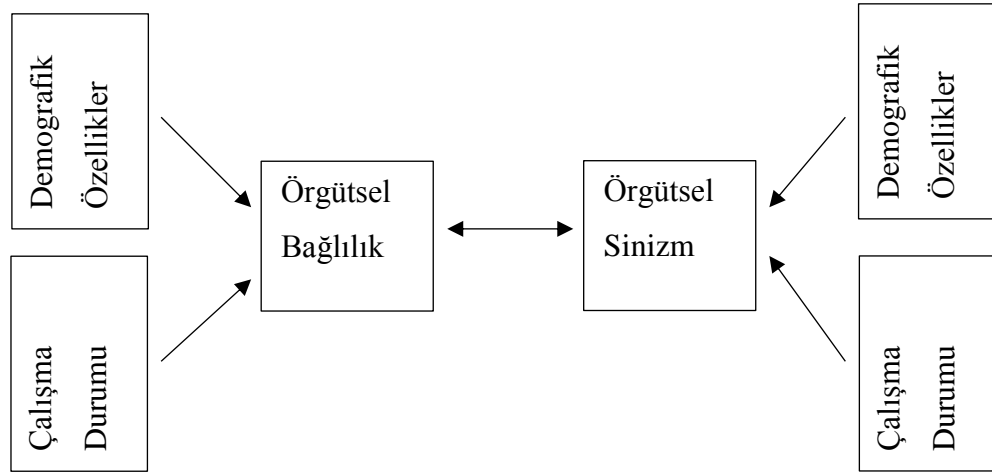 Demografik
Özellikler
Çalışma
Durumu
Örgütsel
Bağlılık
Örgütsel
Sinizm
Demografik
Özellikler
Çalışma
Durumu